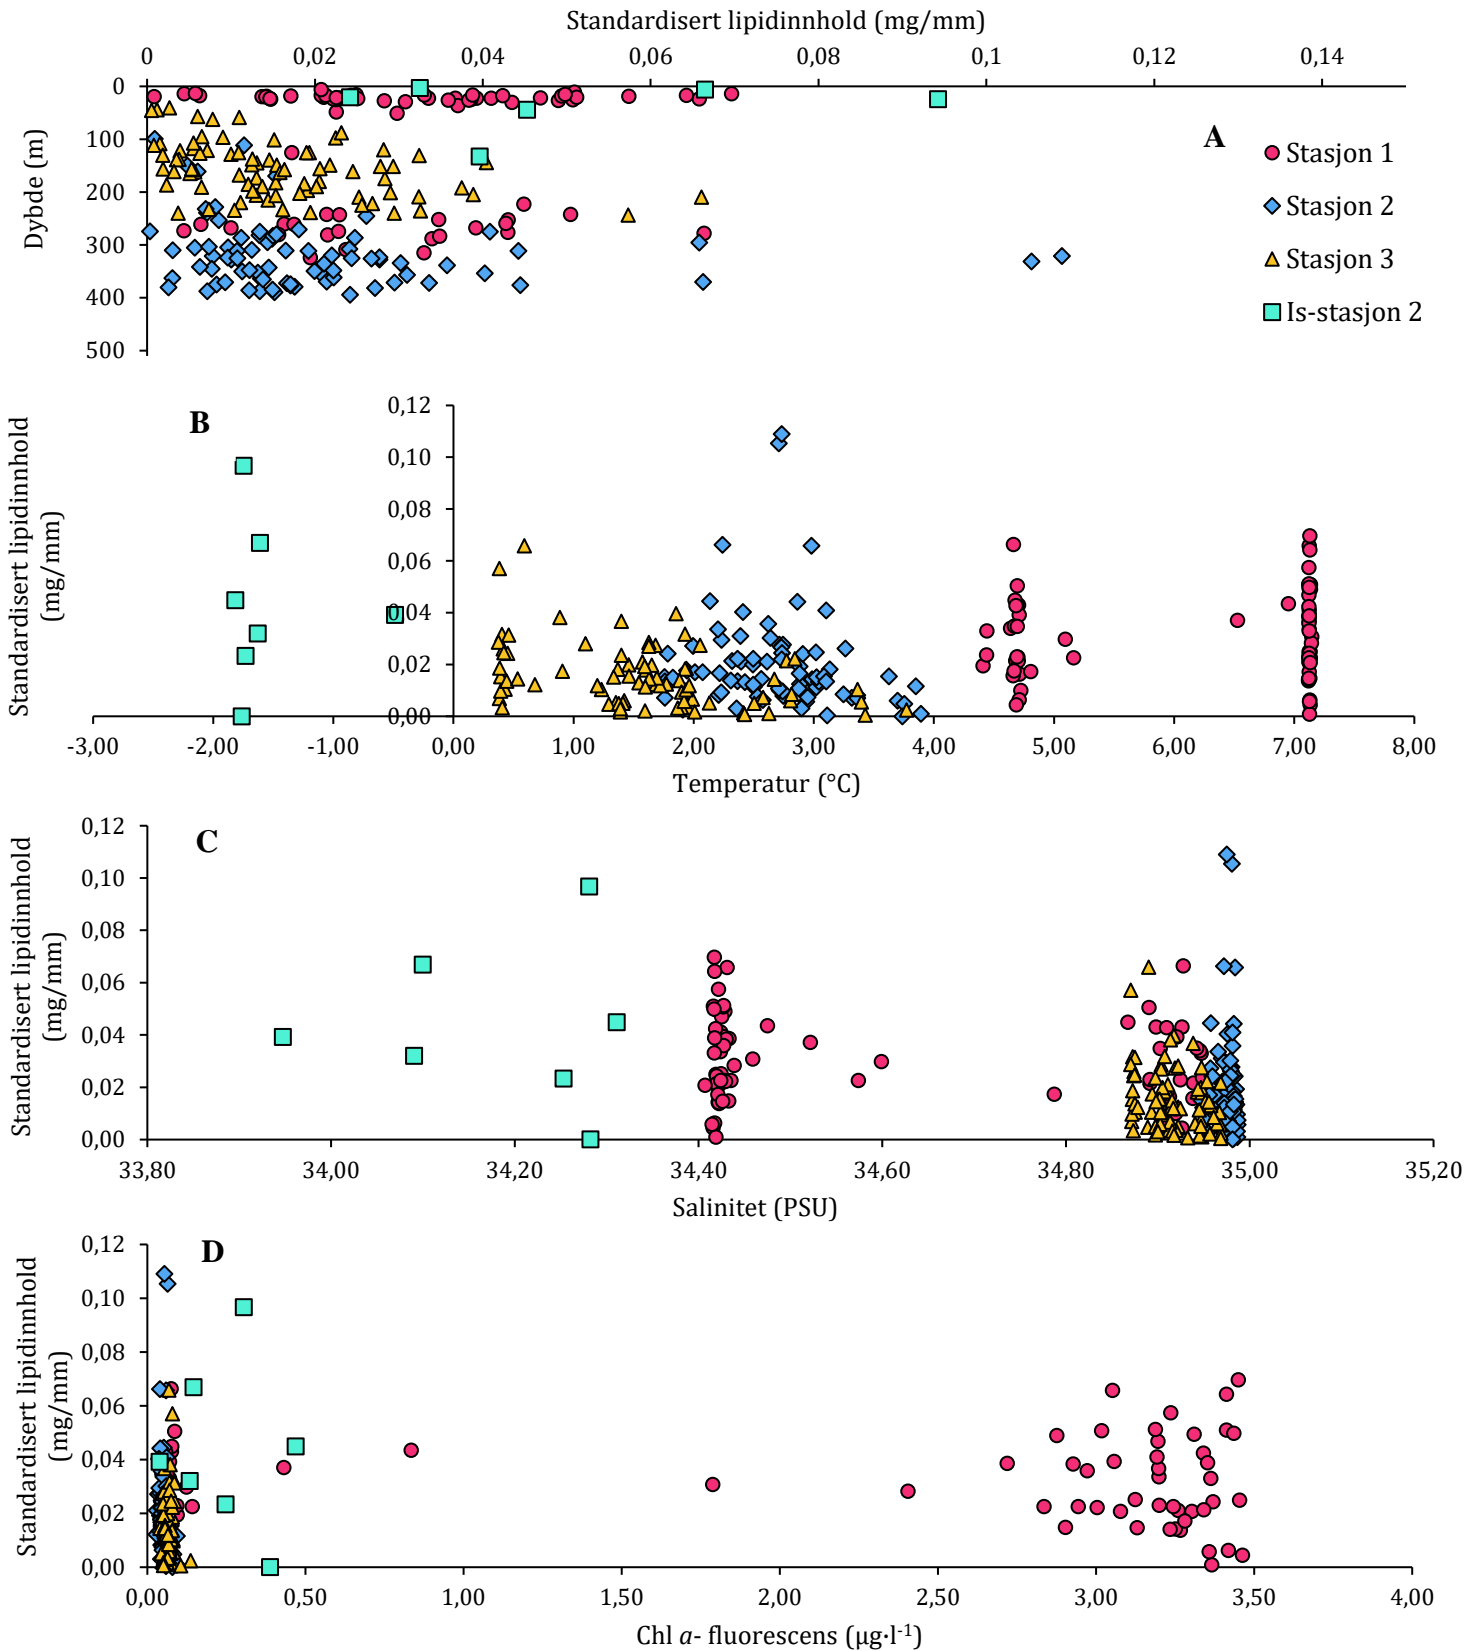 Standardisert lipidinnhold (mg/mm)
0 0,02 0,04 0,06 0,08 0,1 0,12 0,14
0
100
200
300
400
500
Dybde (m)
A
Stasjon 1
Stasjon 2
Stasjon 3
Is-stasjon 2
B
0,12
0,10
0,08
0,06
0,04
0,02
0,00
Standardisert lipidinnhold
(mg/mm)
-3,00 -2,00 -1,00 0,00 1,00 2,00 3,00 4,00 5,00 6,00 7,00 8,00
Temperatur (°C)
C
0,12
0,10
0,08
0,06
0,04
0,02
0,00
Standardisert lipidinnhold
(mg/mm)
33,80 34,00 34,20 34,40 34,60 34,80 35,00 35,20
Salinitet (PSU)
D
0,12
0,10
0,08
0,06
0,04
0,02
0,00
Standardisert lipidinnhold
(mg/mm)
0,00 0,50 1,00 1,50 2,00 2,50 3,00 3,50 4,00
Chl a- fluorescens (µg·l⁻¹)